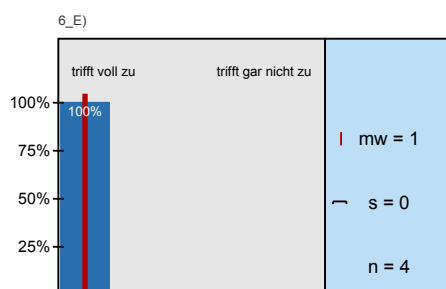 6_E)
trifft voll zu trifft gar nicht zu
100%
100%
75%
50%
25%
mw = 1
s = 0
n = 4